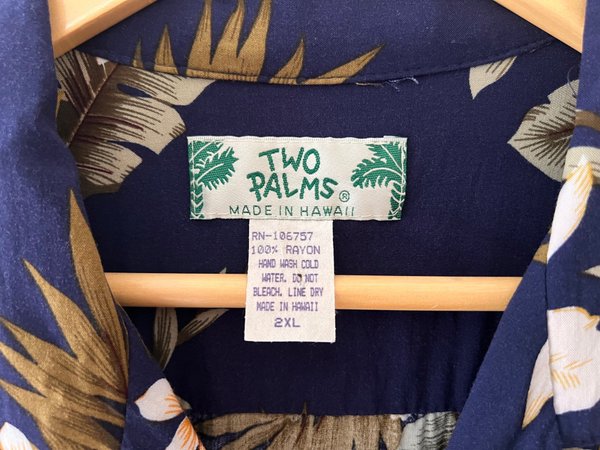 TWO
PALMS®
MADE IN HAWAII
RN-106757
100% RAYON
HAND WASH COLD
WATER. DO NOT
BLEACH. LINE DRY
MADE IN HAWAII
2XL